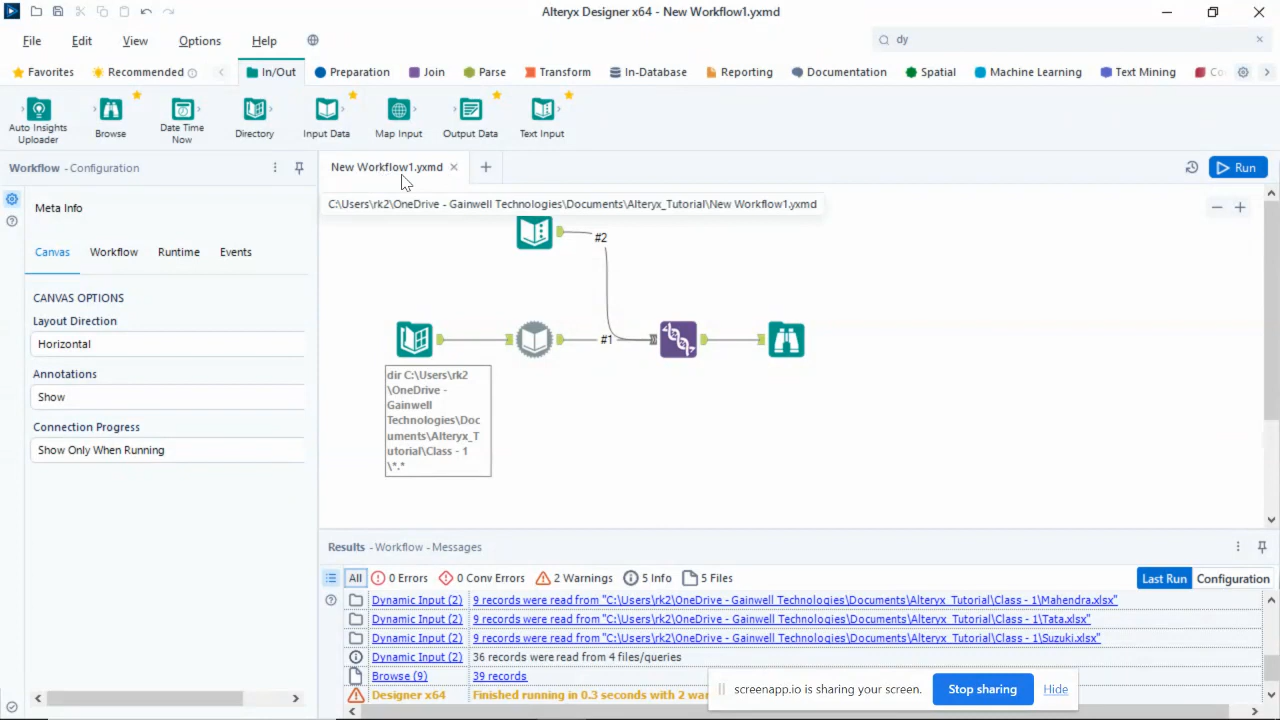 Alteryx Designer x64 - New Workflow1.yxmd
File Edit View Options Help
dy
Favorites Recommended In/Out Preparation Join Parse Transform In-Database Reporting Documentation Spatial Machine Learning Text Mining
Auto Insights Uploader Browse Date Time Now Directory Input Data Map Input Output Data Text Input
Workflow - Configuration
New Workflow1.yxmd
Run
C:\Users\rk2\OneDrive - Gainwell Technologies\Documents\Alteryx_Tutorial\New Workflow1.yxmd
Meta Info
Canvas Workflow Runtime Events
CANVAS OPTIONS
Layout Direction
Horizontal
Annotations
Show
Connection Progress
Show Only When Running
#2
#1
dir C:\Users\rk2
\OneDrive -
Gainwell
Technologies\Doc
uments\Alteryx_T
utorial\Class - 1
\*.*
Results - Workflow - Messages
All 0 Errors 0 Conv Errors 2 Warnings 5 Info 5 Files Last Run Configuration
Dynamic Input (2) 9 records were read from "C:\Users\rk2\OneDrive - Gainwell Technologies\Documents\Alteryx_Tutorial\Class - 1\Mahendra.xlsx"
Dynamic Input (2) 9 records were read from "C:\Users\rk2\OneDrive - Gainwell Technologies\Documents\Alteryx_Tutorial\Class - 1\Tata.xlsx"
Dynamic Input (2) 9 records were read from "C:\Users\rk2\OneDrive - Gainwell Technologies\Documents\Alteryx_Tutorial\Class - 1\Suzuki.xlsx"
Dynamic Input (2) 36 records were read from 4 files/queries
Browse (9) 39 records
Designer x64 Finished running in 0.3 seconds with 2
screenapp.io is sharing your screen. Stop sharing Hide